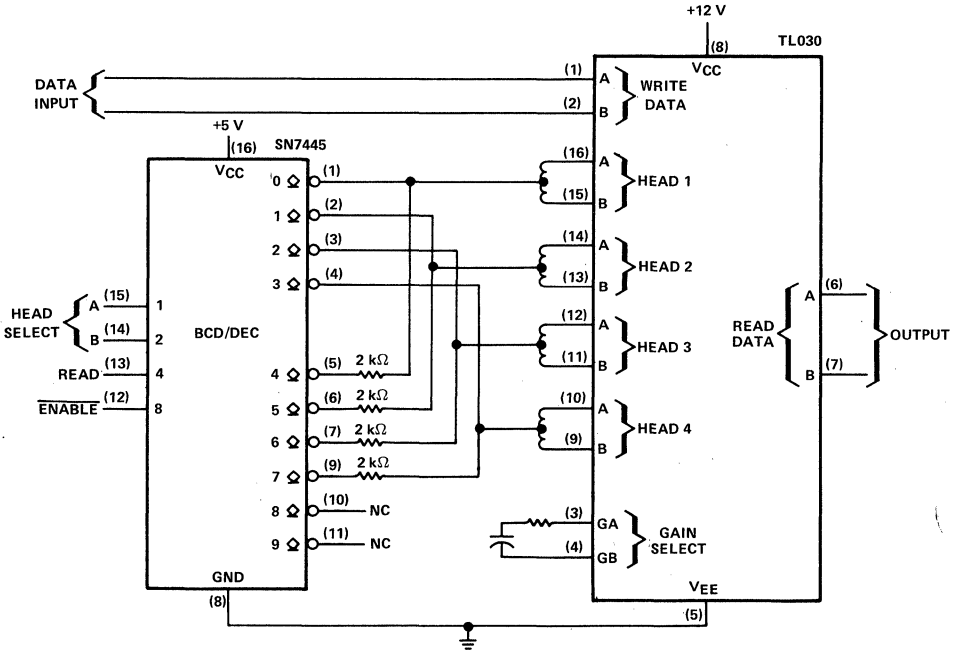 +12 V
TL030
(8)
VCC
DATA
INPUT
(1)
A
(2)
B
WRITE
DATA
+5 V
(16)
SN7445
VCC
0
(1)
1
(2)
2
(3)
3
(4)
(16)
A
(15)
B
HEAD 1
(14)
A
(13)
B
HEAD 2
HEAD
SELECT
A
(15)
1
B
(14)
2
READ
(13)
4
ENABLE
(12)
8
BCD/DEC
4
(5)
2 kΩ
5
(6)
2 kΩ
6
(7)
2 kΩ
7
(9)
2 kΩ
8
(10)
NC
9
(11)
NC
(12)
A
(11)
B
HEAD 3
(10)
A
(9)
B
HEAD 4
READ
DATA
A
(6)
B
(7)
OUTPUT
(3)
GA
(4)
GB
GAIN
SELECT
GND
(8)
VEE
(5)